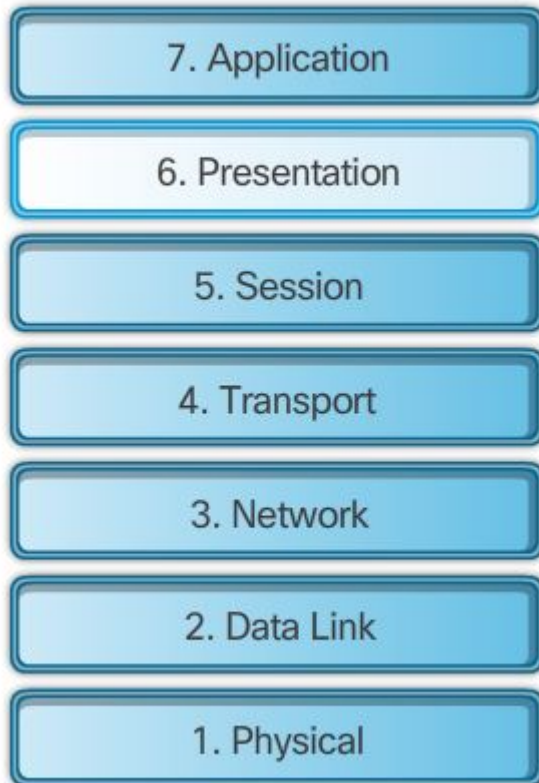 7. Application
6. Presentation
5. Session
4. Transport
3. Network
2. Data Link
1. Physical